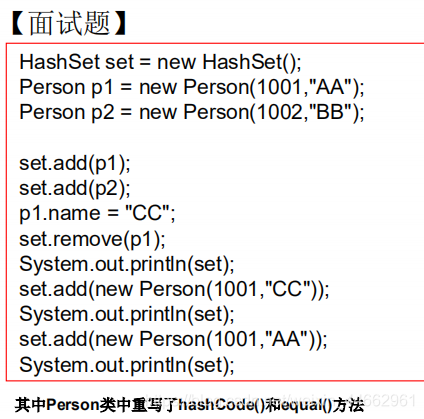 【面试题】
HashSet set = new HashSet();
Person p1 = new Person(1001,"AA");
Person p2 = new Person(1002,"BB");
set.add(p1);
set.add(p2);
p1.name = "CC";
set.remove(p1);
System.out.println(set);
set.add(new Person(1001,"CC"));
System.out.println(set);
set.add(new Person(1001,"AA"));
System.out.println(set);
其中Person类中重写了hashCode()和equal()方法